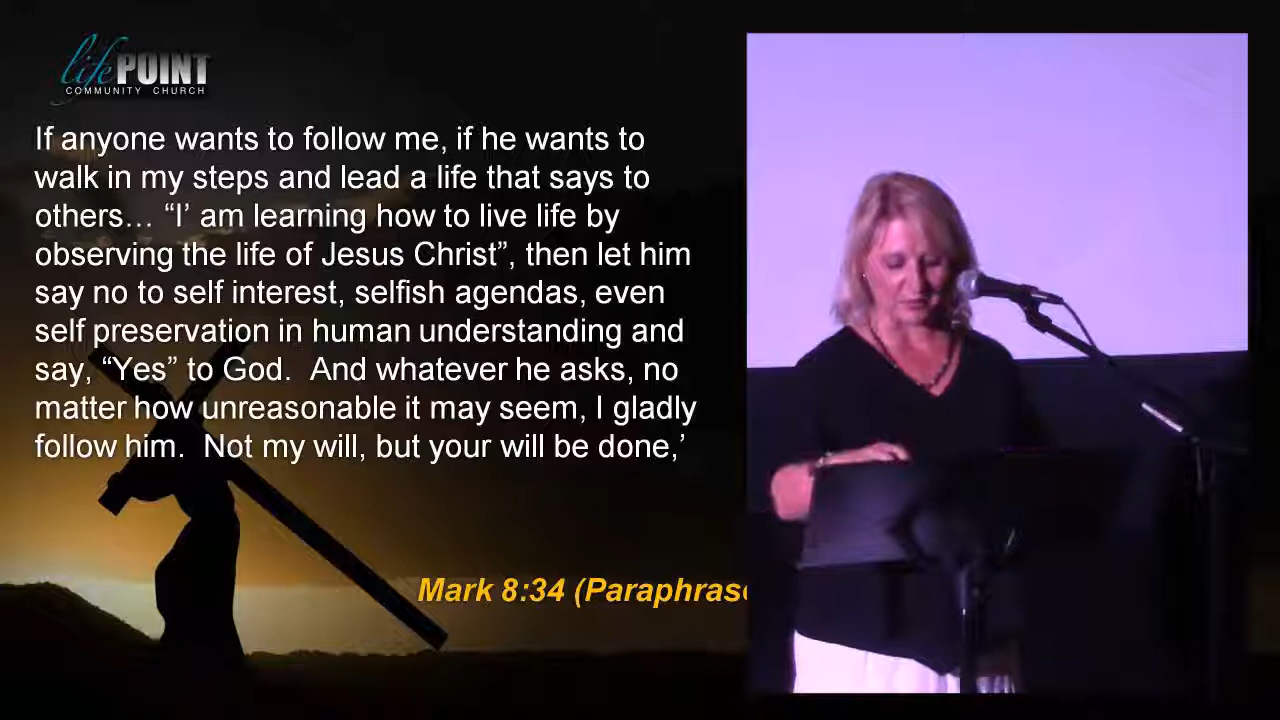 life POINT
COMMUNITY CHURCH
If anyone wants to follow me, if he wants to
walk in my steps and lead a life that says to
others… “I’ am learning how to live life by
observing the life of Jesus Christ”, then let him
say no to self interest, selfish agendas, even
self preservation in human understanding and
say, “Yes” to God.  And whatever he asks, no
matter how unreasonable it may seem, I gladly
follow him.  Not my will, but your will be done,’
Mark 8:34 (Paraphrase